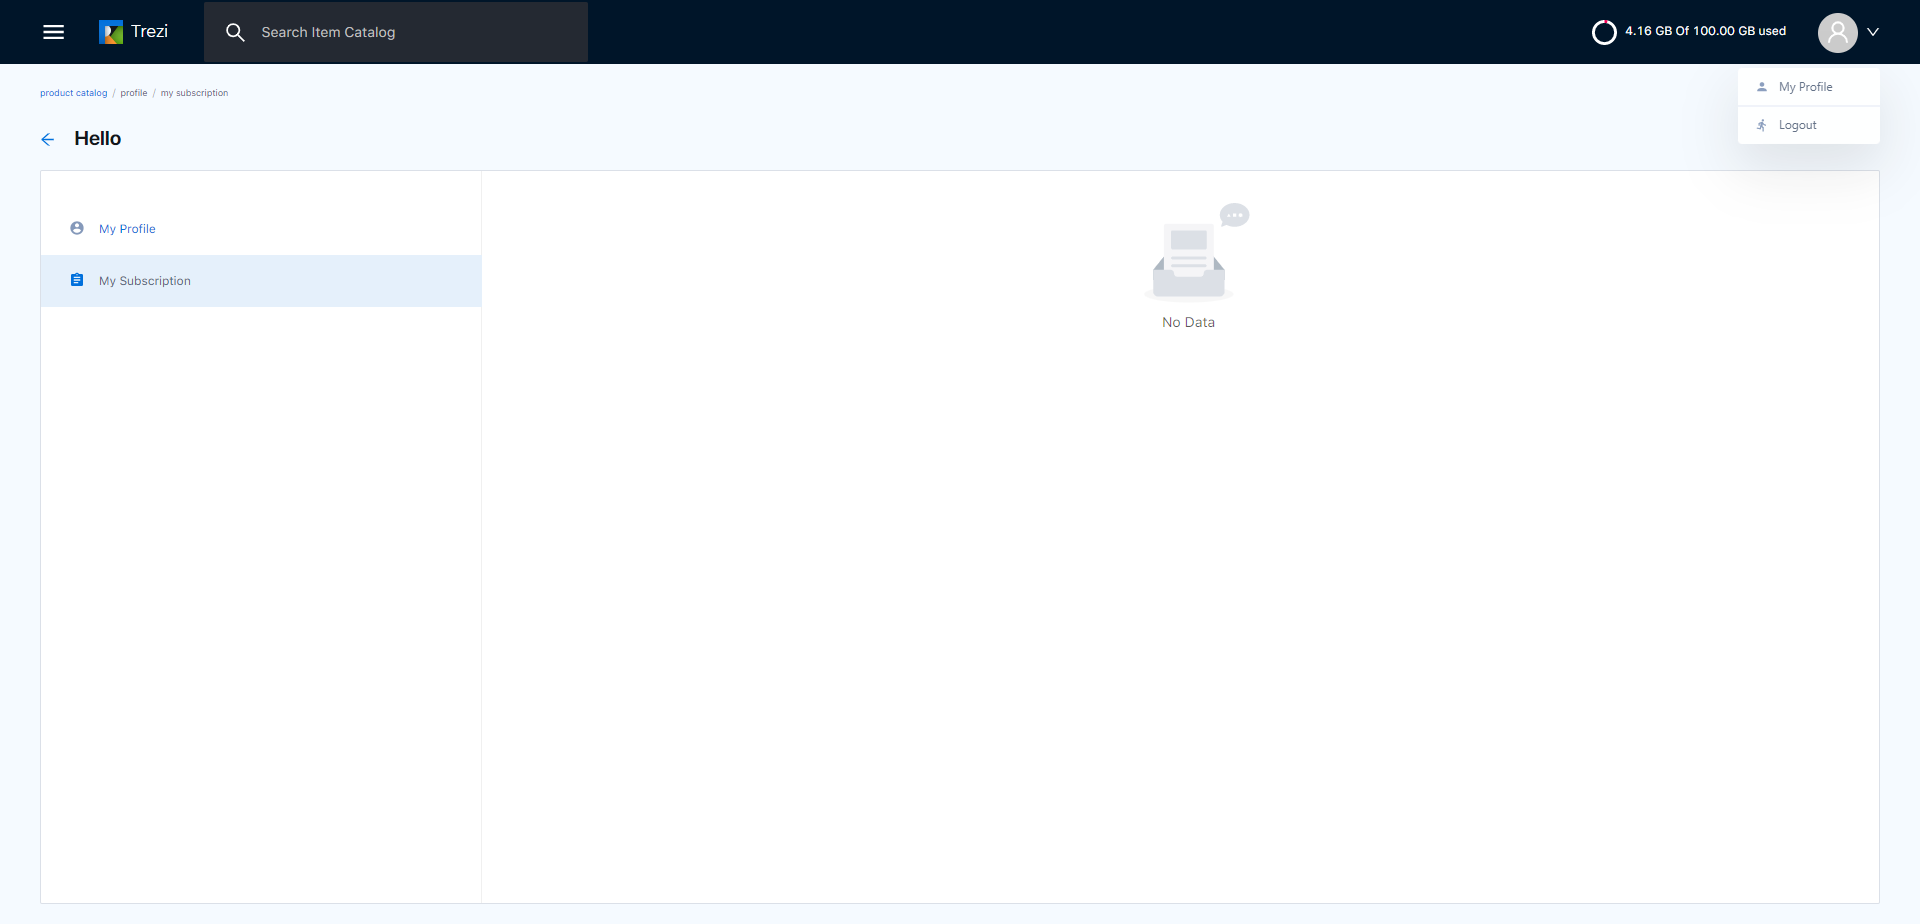 Trezi
Search Item Catalog
4.16 GB Of 100.00 GB used
My Profile
Logout
product catalog / profile / my subscription
Hello
My Profile
My Subscription
No Data